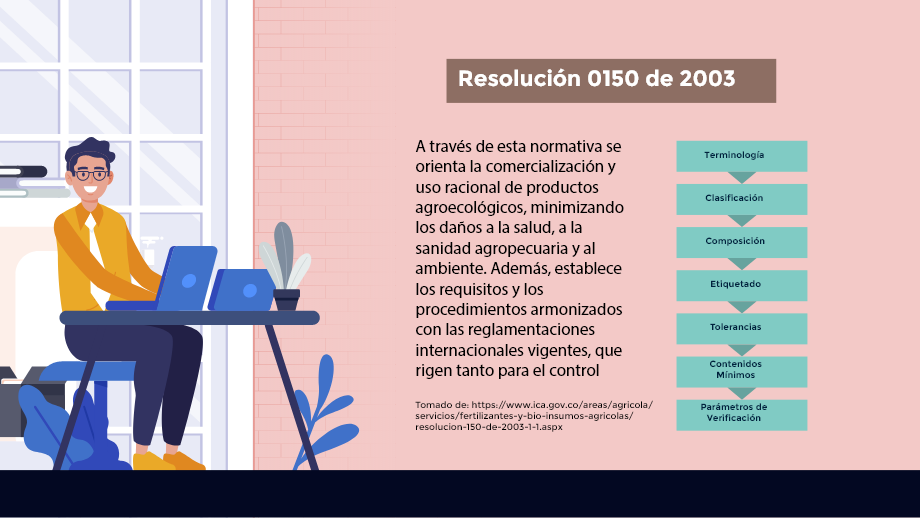 Resolución 0150 de 2003
A través de esta normativa se
orienta la comercialización y
uso racional de productos
agroecológicos, minimizando
los daños a la salud, a la
sanidad agropecuaria y al
ambiente. Además, establece
los requisitos y los
procedimientos armonizados
con las reglamentaciones
internacionales vigentes, que
rigen tanto para el control
Tomado de: https://www.ica.gov.co/areas/agricola/
servicios/fertilizantes-y-bio-insumos-agricolas/
resolucion-150-de-2003-1-1.aspx
Terminología
Clasificación
Composición
Etiquetado
Tolerancias
Contenidos
Mínimos
Parámetros de
Verificación